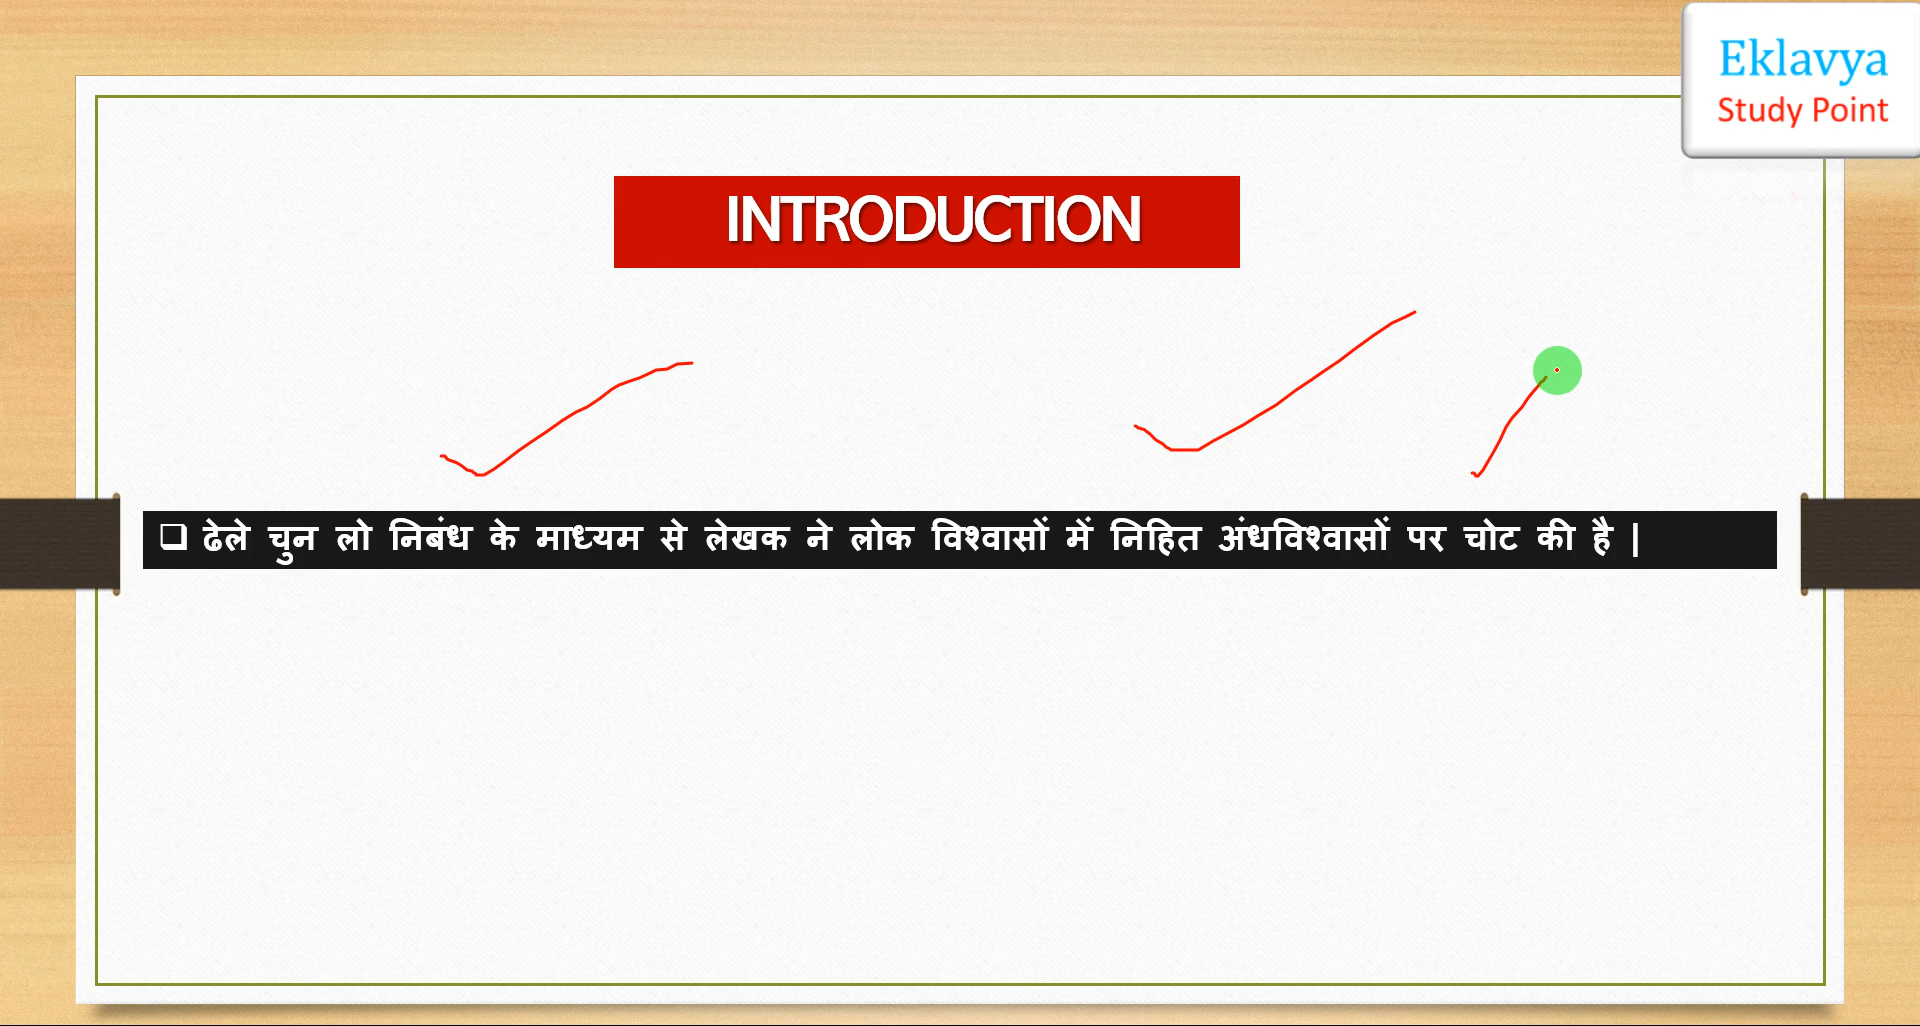 Eklavya
Study Point
INTRODUCTION
ढेले चुन लो निबंध के माध्यम से लेखक ने लोक विश्वासों में निहित अंधविश्वासों पर चोट की है |